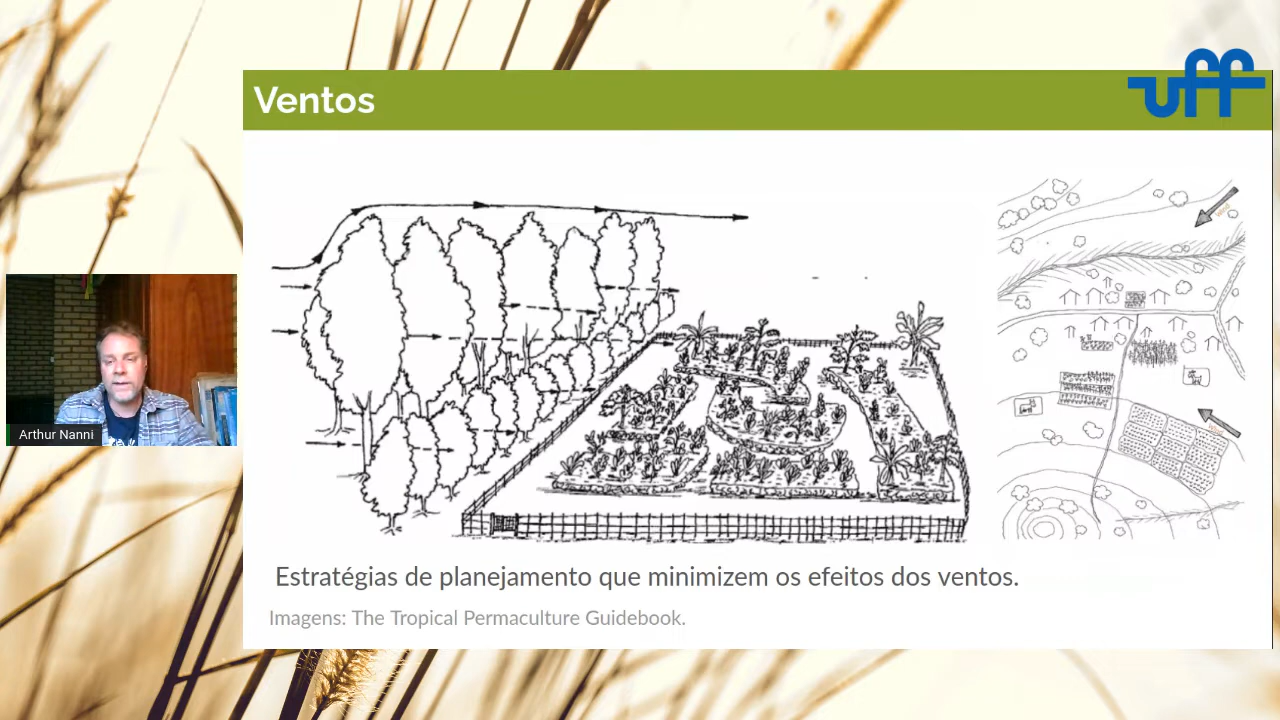 Ventos
uff
Arthur Nanni
Estratégias de planejamento que minimizem os efeitos dos ventos.
Imagens: The Tropical Permaculture Guidebook.